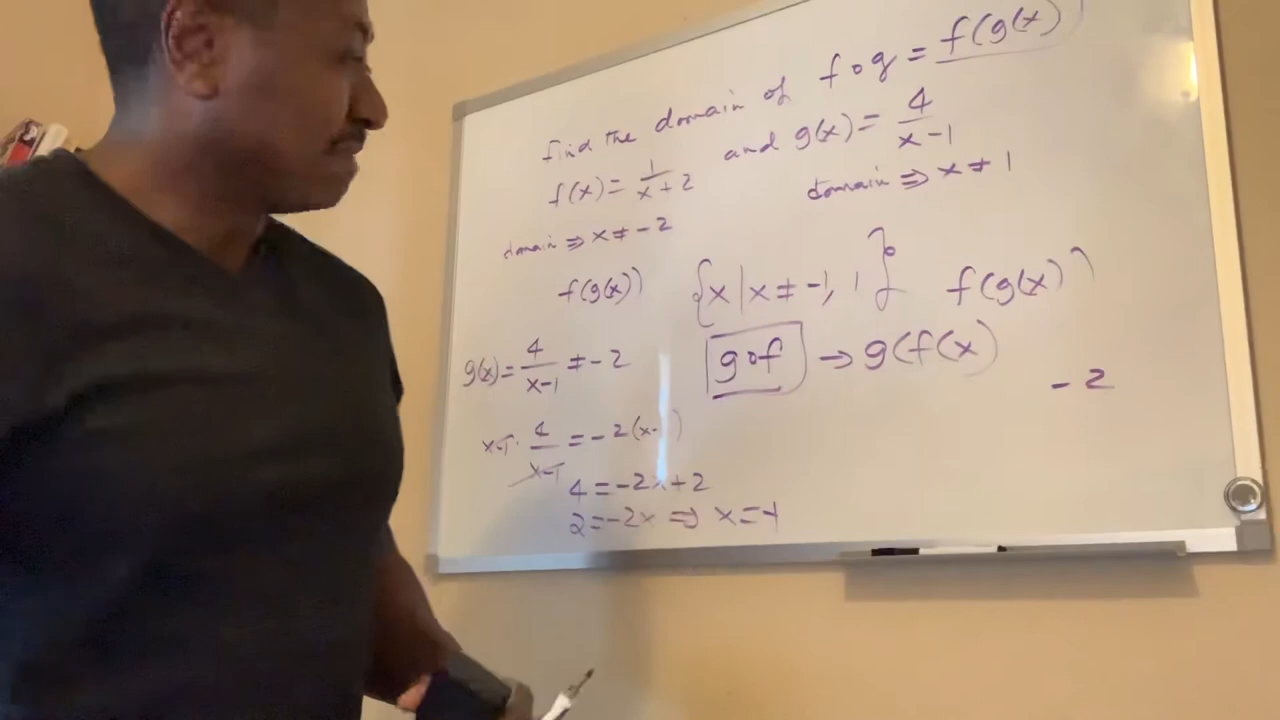 find the domain of f∘g = f(g(x)
f(x) = 1/(x+2) and g(x) = 4/(x-1)
domain ⇒ x ≠ -2
domain ⇒ x ≠ 1
f(g(x))
{x | x ≠ -1, 1}
f(g(x))
g∘f → g(f(x)
-2
g(x) = 4/(x-1) ≠ -2
x-1 · 4/(x-1) = -2(x-1)
4 = -2x+2
2 = -2x ⇒ x = -1